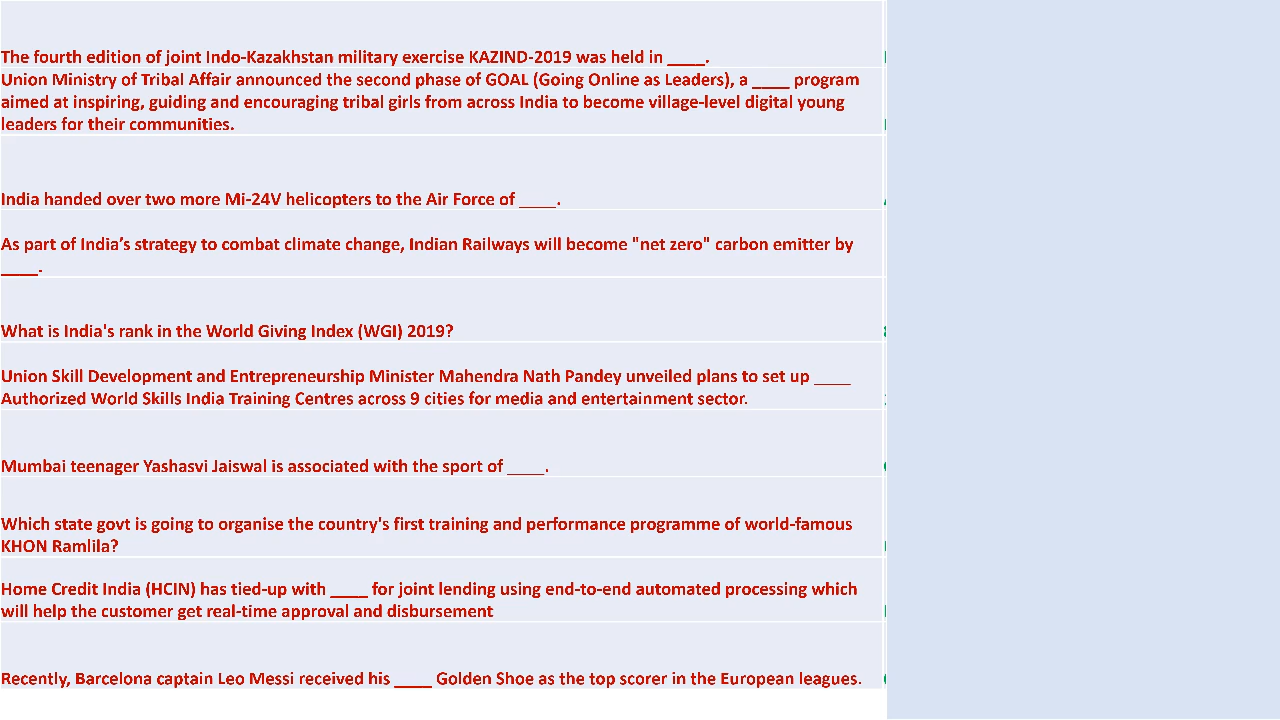 The fourth edition of joint Indo-Kazakhstan military exercise KAZIND-2019 was held in ____.
Union Ministry of Tribal Affair announced the second phase of GOAL (Going Online as Leaders), a ____ program
aimed at inspiring, guiding and encouraging tribal girls from across India to become village-level digital young
leaders for their communities.
India handed over two more Mi-24V helicopters to the Air Force of ____.
As part of India’s strategy to combat climate change, Indian Railways will become "net zero" carbon emitter by
____.
What is India's rank in the World Giving Index (WGI) 2019?
Union Skill Development and Entrepreneurship Minister Mahendra Nath Pandey unveiled plans to set up ____
Authorized World Skills India Training Centres across 9 cities for media and entertainment sector.
Mumbai teenager Yashasvi Jaiswal is associated with the sport of ____.
Which state govt is going to organise the country's first training and performance programme of world-famous
KHON Ramlila?
Home Credit India (HCIN) has tied-up with ____ for joint lending using end-to-end automated processing which
will help the customer get real-time approval and disbursement
Recently, Barcelona captain Leo Messi received his ____ Golden Shoe as the top scorer in the European leagues.